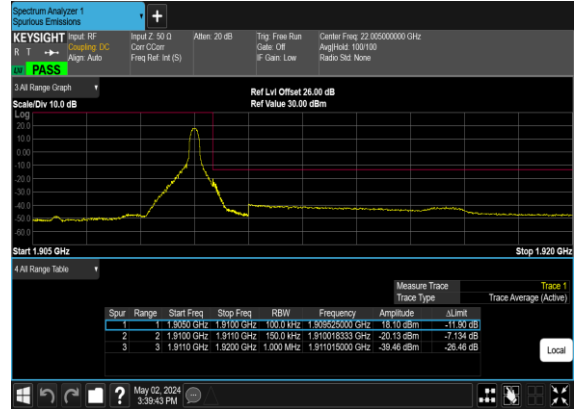 Spectrum Analyzer 1
Spurious Emissions
KEYSIGHT Input: RF Input Z: 50 Ω Atten: 20 dB Trig: Free Run Center Freq: 22.005000000 GHz
R T Coupling: DC Corr CCorr Gate: Off Avg|Hold: 100/100
Align: Auto Freq Ref: Int (S) IF Gain: Low Radio Std: None
PASS
3 All Range Graph
Ref Lvl Offset 26.00 dB
Scale/Div 10.0 dB Ref Value 30.00 dBm
Log
20.0
10.0
0.00
-10.0
-20.0
-30.0
-40.0
-50.0
-60.0
Start 1.905 GHz Stop 1.920 GHz
4 All Range Table
Measure Trace Trace 1
Trace Type Trace Average (Active)
Spur Range Start Freq Stop Freq RBW Frequency Amplitude ΔLimit
1 1 1.9050 GHz 1.9100 GHz 100.0 kHz 1.909525000 GHz 18.10 dBm -11.90 dB
2 2 1.9100 GHz 1.9110 GHz 150.0 kHz 1.910018333 GHz -20.13 dBm -7.134 dB
3 3 1.9110 GHz 1.9200 GHz 1.000 MHz 1.911015000 GHz -39.46 dBm -26.46 dB
Local
? May 02, 2024
3:39:43 PM